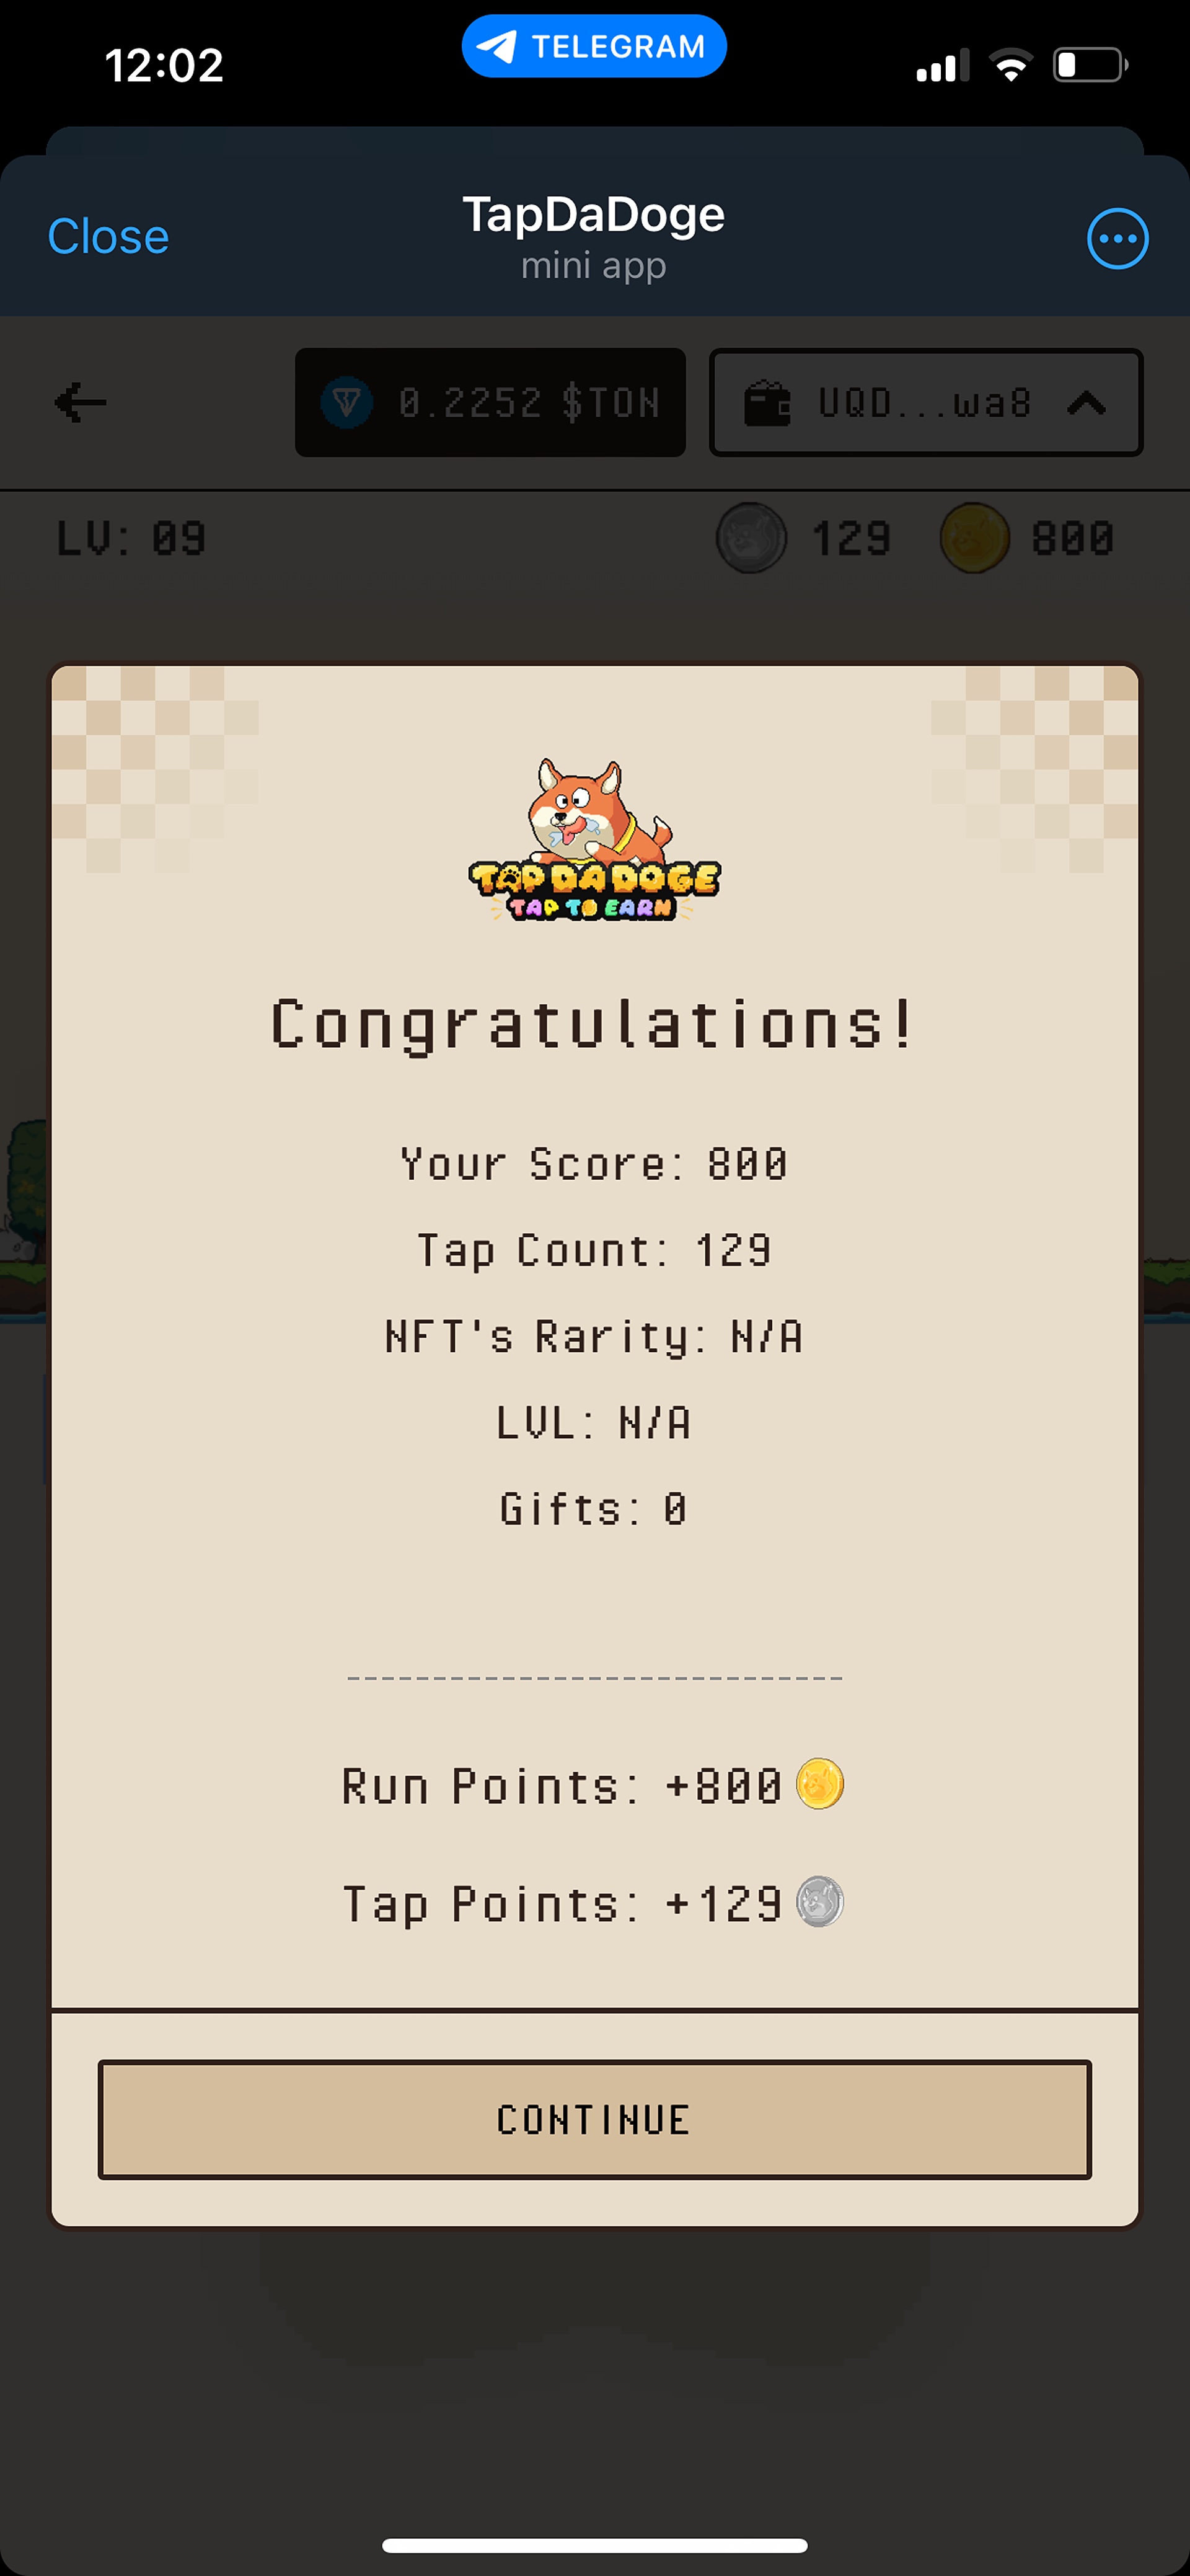 12:02
TELEGRAM
Close
TapDaDoge
mini app
0.2252 $TON
UQD...wa8
LV: 09
129
800
TAP DA DOGE
TAP TO EARN
Congratulations!
Your Score: 800
Tap Count: 129
NFT's Rarity: N/A
LVL: N/A
Gifts: 0
Run Points: +800
Tap Points: +129
CONTINUE